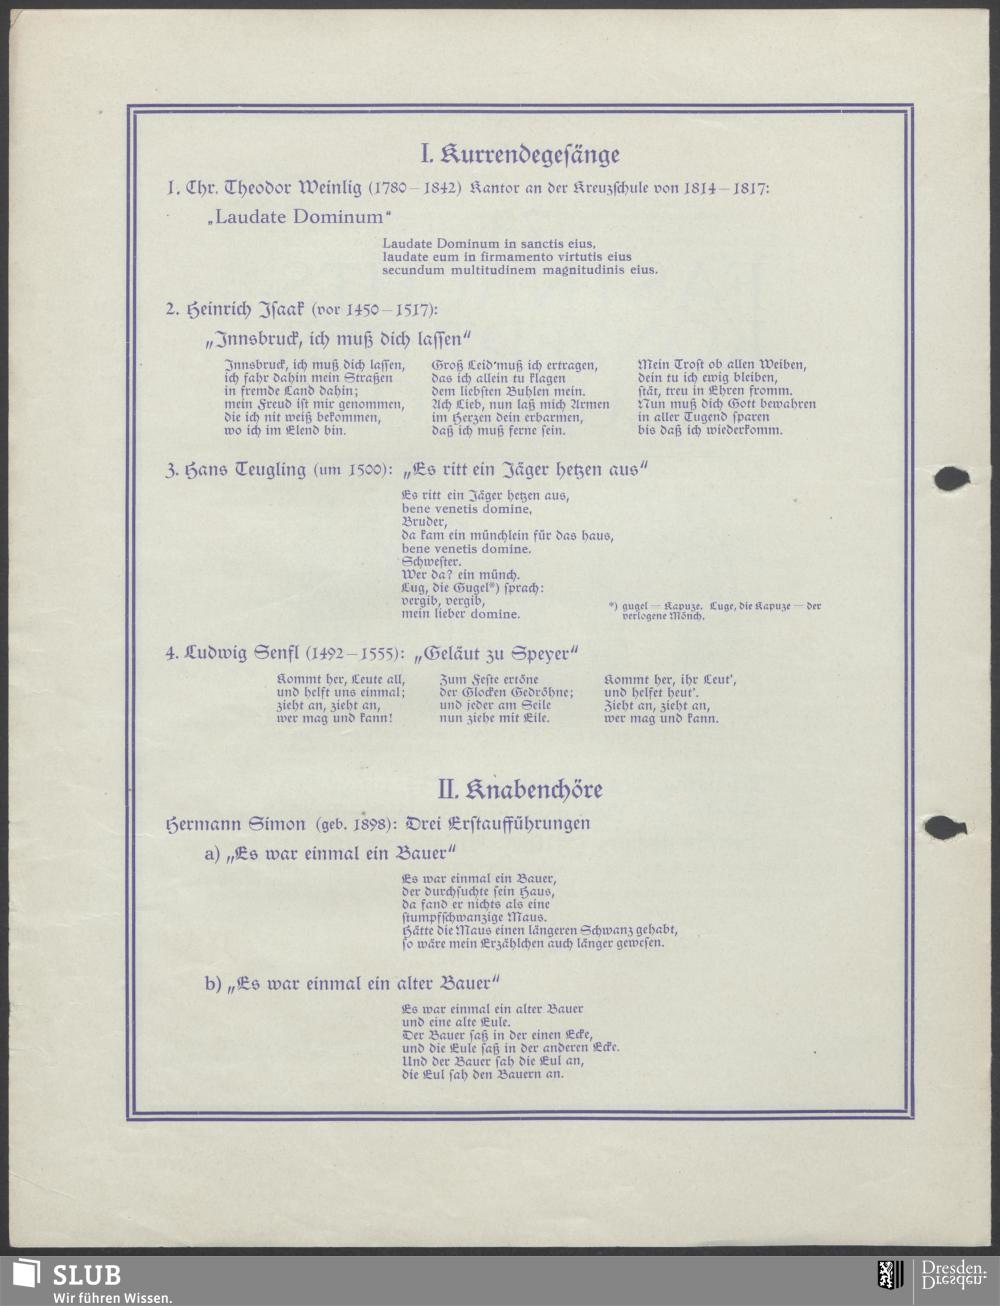 I. Kurrendegesänge
1. Chr. Theodor Weinlig (1780–1842) Kantor an der Kreuzschule von 1814–1817:
„Laudate Dominum“
Laudate Dominum in sanctis eius,
laudate eum in firmamento virtutis eius
secundum multitudinem magnitudinis eius.
2. Heinrich Isaak (vor 1450–1517):
„Innsbruck, ich muß dich lassen“
Innsbruck, ich muß dich lassen,
ich fahr dahin mein Straßen
in fremde Land dahin;
mein Freud ist mir genommen,
die ich nit weiß bekommen,
wo ich im Elend bin.
Groß Leid muß ich ertragen,
das ich allein tu klagen
dem liebsten Buhlen mein.
Ach Lieb, nun laß mich Armen
im Herzen dein erbarmen,
daß ich muß ferne sein.
Mein Trost ob allen Weiben,
dein tu ich ewig bleiben,
stät, treu in Ehren fromm.
Nun muß dich Gott bewahren
in aller Tugend sparen
bis daß ich wiederkomm.
3. Hans Teugling (um 1500): „Es ritt ein Jäger hetzen aus“
Es ritt ein Jäger hetzen aus,
bene venetis domine,
Bruder,
da kam ein münchlein für das haus,
bene venetis domine.
Schwester.
Wer da? ein münch.
Lug, die Gugel*) sprach:
vergib, vergib,
mein lieber domine.
*) gugel = Kapuze. Luge, die Kapuze = der
verlogene Mönch.
4. Ludwig Senfl (1492–1555): „Geläut zu Speyer“
Kommt her, Leute all,
und helft uns einmal;
zieht an, zieht an,
wer mag und kann!
Zum Feste ertöne
der Glocken Gedröhne;
und jeder am Seile
nun ziehe mit Eile.
Kommt her, ihr Leut',
und helfet heut'.
Zieht an, zieht an,
wer mag und kann.
II. Knabenchöre
Hermann Simon (geb. 1898): Drei Erstaufführungen
a) „Es war einmal ein Bauer“
Es war einmal ein Bauer,
der durchsuchte sein Haus,
da fand er nichts als eine
stumpfschwanzige Maus.
Hätte die Maus einen längeren Schwanz gehabt,
so wäre mein Erzählchen auch länger gewesen.
b) „Es war einmal ein alter Bauer“
Es war einmal ein alter Bauer
und eine alte Eule.
Der Bauer saß in der einen Ecke,
und die Eule saß in der anderen Ecke.
Und der Bauer sah die Eul an,
die Eul sah den Bauern an.
SLUB
Wir führen Wissen.
Dresden.
Dresden.